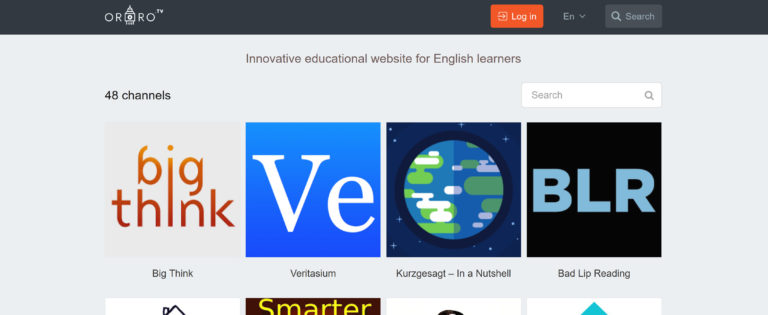 ORORO TV
Log in
En
Search
Innovative educational website for English learners
48 channels
Search
big
think
Ve
BLR
Big Think
Veritasium
Kurzgesagt – In a Nutshell
Bad Lip Reading
Smarter